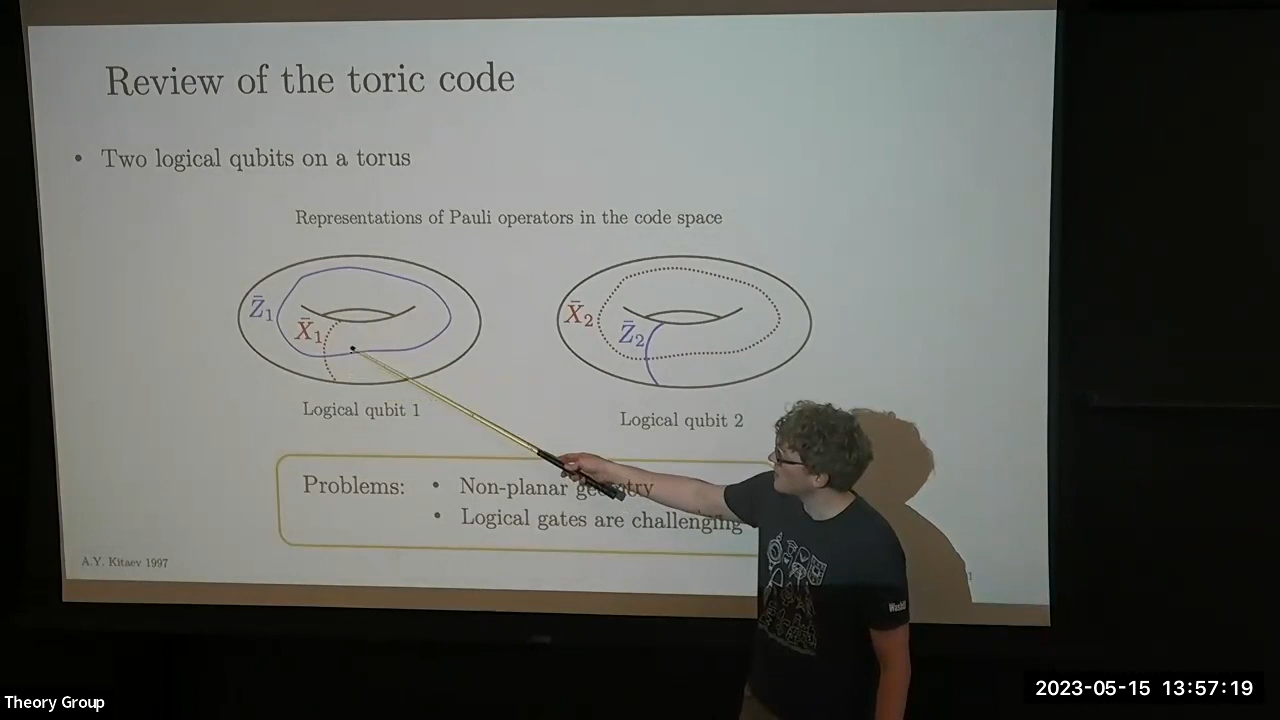 Review of the toric code
• Two logical qubits on a torus
Representations of Pauli operators in the code space
Z̄₁
X̄₁
X̄₂
Z̄₂
Logical qubit 1
Logical qubit 2
Problems: • Non-planar geometry
• Logical gates are challenging
A.Y. Kitaev 1997
Theory Group
2023-05-15 13:57:19